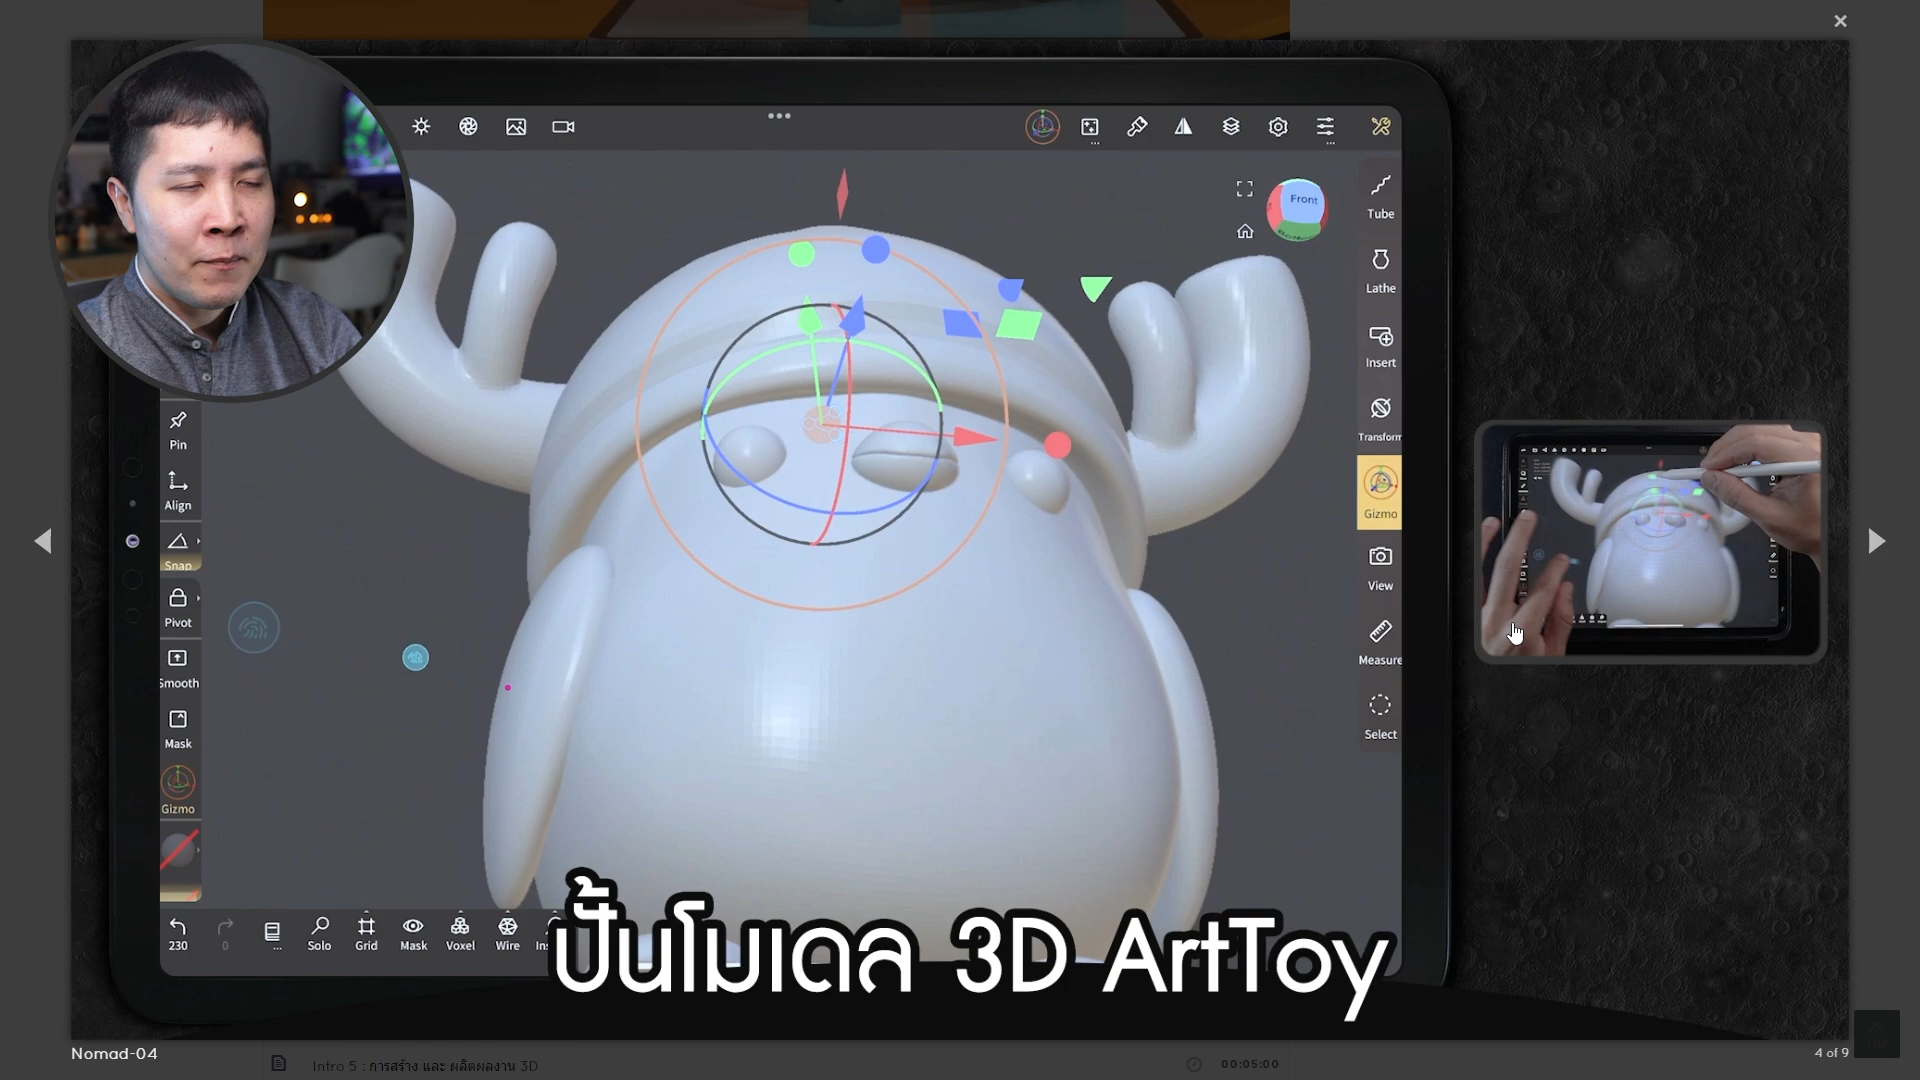 Front
Tube
Lathe
Insert
Transform
Gizmo
View
Measure
Select
Pin
Align
Snap
Pivot
Smooth
Mask
Gizmo
230
0
Solo
Grid
Mask
Voxel
Wire
ปั้นโมเดล 3D ArtToy
Nomad-04
4 of 9
Intro 5 : การสร้าง และ ผลิตผลงาน 3D
00:05:00